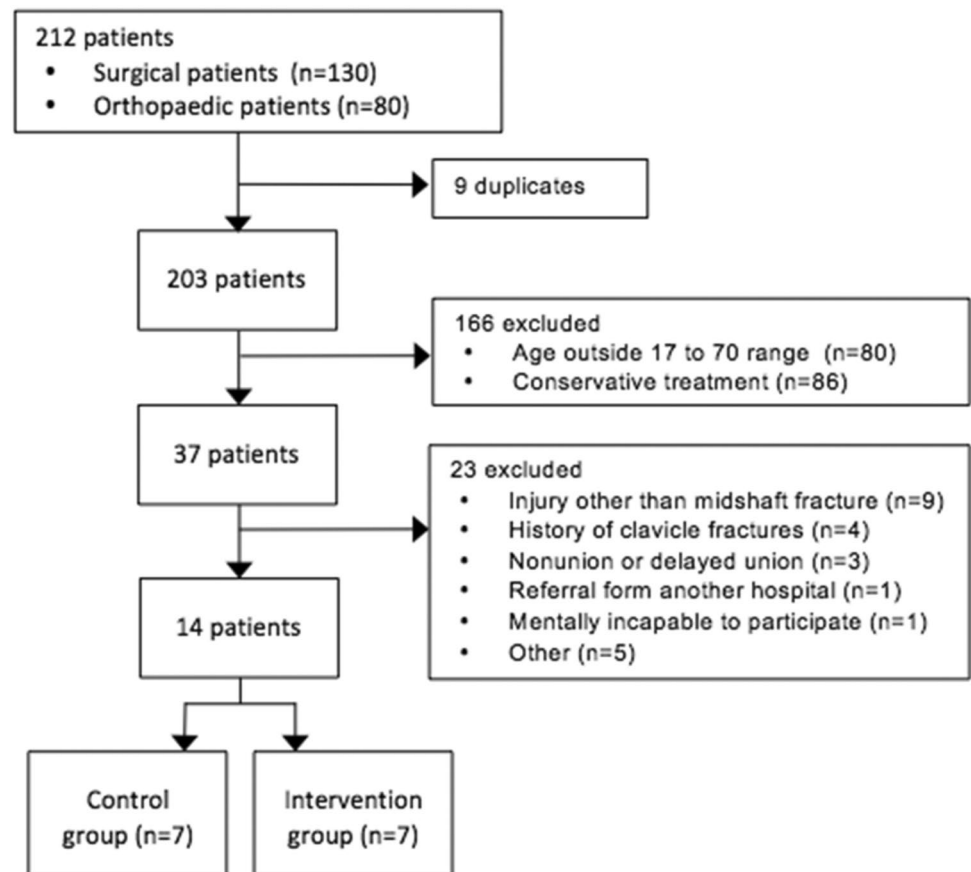 212 patients
• Surgical patients (n=130)
• Orthopaedic patients (n=80)
9 duplicates
203 patients
166 excluded
• Age outside 17 to 70 range (n=80)
• Conservative treatment (n=86)
37 patients
23 excluded
• Injury other than midshaft fracture (n=9)
• History of clavicle fractures (n=4)
• Nonunion or delayed union (n=3)
• Referral form another hospital (n=1)
• Mentally incapable to participate (n=1)
• Other (n=5)
14 patients
Control
group (n=7)
Intervention
group (n=7)